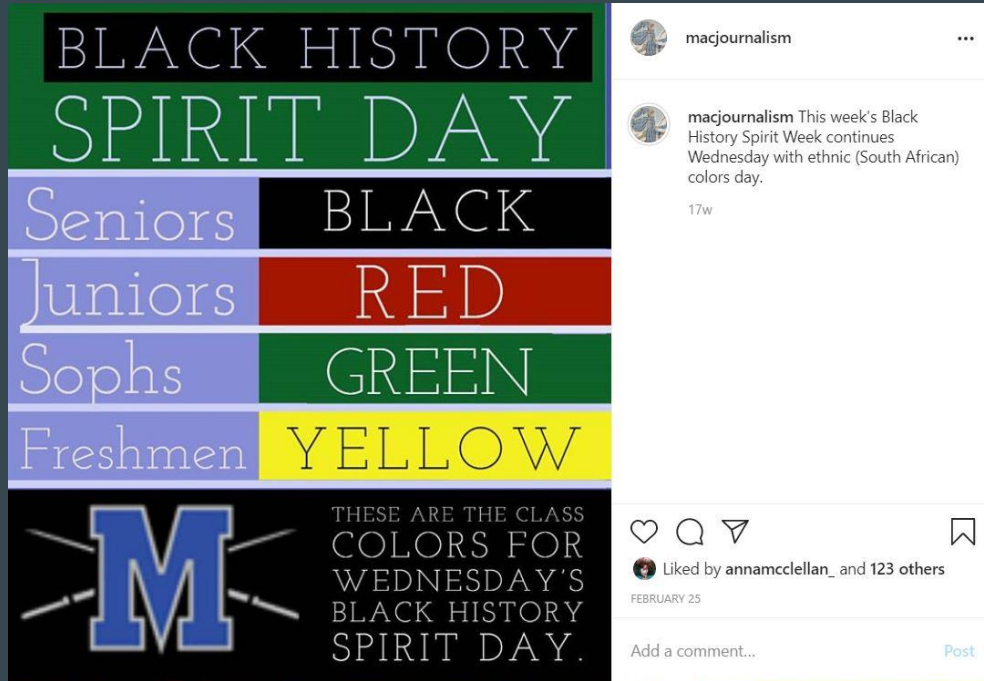 BLACK HISTORY
SPIRIT DAY
Seniors BLACK
Juniors RED
Sophs GREEN
Freshmen YELLOW
M
THESE ARE THE CLASS
COLORS FOR
WEDNESDAY'S
BLACK HISTORY
SPIRIT DAY.
macjournalism
macjournalism This week's Black
History Spirit Week continues
Wednesday with ethnic (South African)
colors day.
17w
Liked by annamcclellan_ and 123 others
FEBRUARY 25
Add a comment... Post